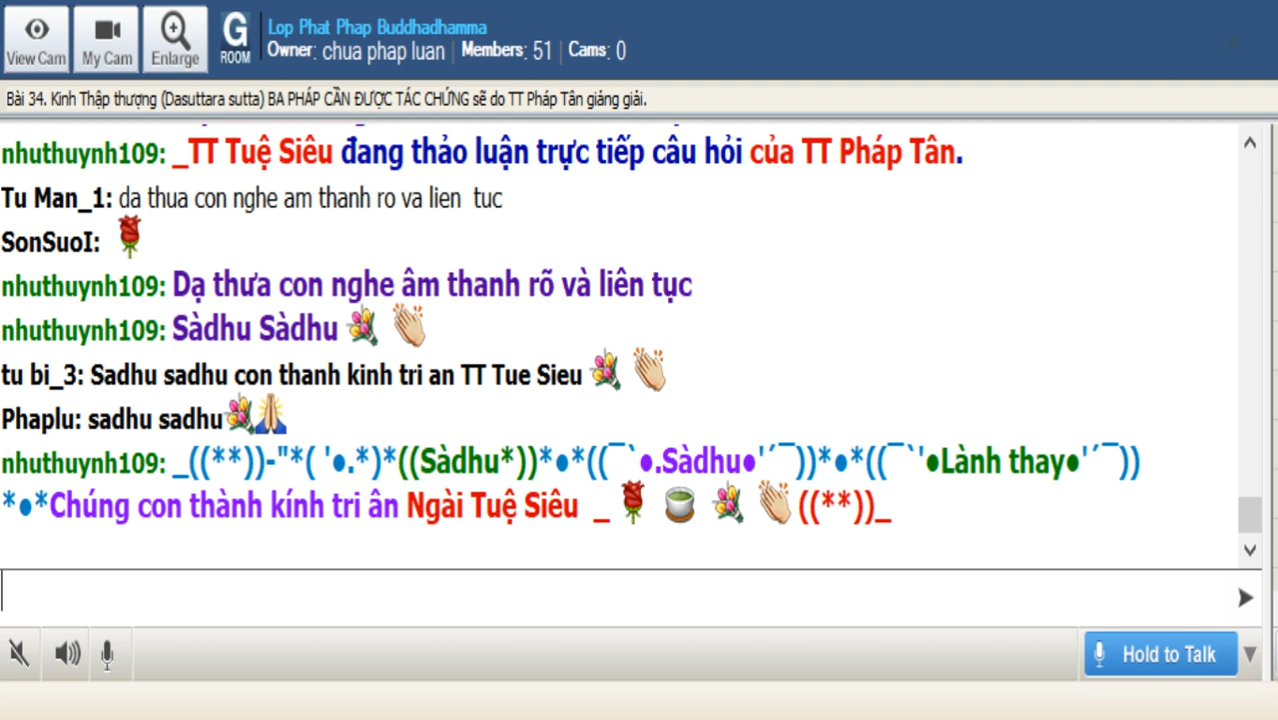 Lop Phat Phap Buddhadhamma
View Cam My Cam Enlarge G ROOM Owner: chua phap luan | Members: 51 | Cams: 0
Bài 34. Kinh Thập thượng (Dasuttara sutta) BA PHÁP CẦN ĐƯỢC TÁC CHỨNG sẽ do TT Pháp Tân giảng giải.
nhuthuynh109: _TT Tuệ Siêu đang thảo luận trực tiếp câu hỏi của TT Pháp Tân.
Tu Man_1: da thua con nghe am thanh ro va lien tuc
SonSuoI:
nhuthuynh109: Dạ thưa con nghe âm thanh rõ và liên tục
nhuthuynh109: Sàdhu Sàdhu
tu bi_3: Sadhu sadhu con thanh kinh tri an TT Tue Sieu
Phaplu: sadhu sadhu
nhuthuynh109: _((**))-"*( '●.*)*((Sàdhu*))*●*((¯`●.Sàdhu●'´¯))*●*((¯`'●Lành thay●'´¯))
*●*Chúng con thành kính tri ân Ngài Tuệ Siêu _ ((**))_
Hold to Talk